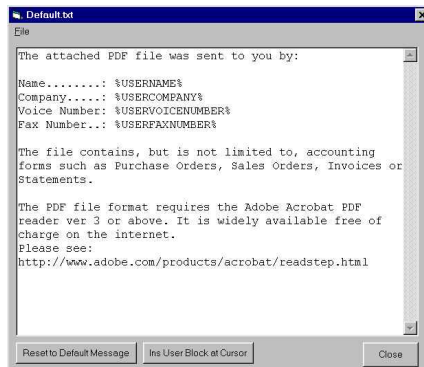 Default.txt
File
The attached PDF file was sent to you by:
Name........: %USERNAME%
Company.....: %USERCOMPANY%
Voice Number: %USERVOICENUMBER%
Fax Number..: %USERFAXNUMBER%
The file contains, but is not limited to, accounting
forms such as Purchase Orders, Sales Orders, Invoices or
Statements.
The PDF file format requires the Adobe Acrobat PDF
reader ver 3 or above. It is widely available free of
charge on the internet.
Please see:
http://www.adobe.com/products/acrobat/readstep.html
Reset to Default Message Ins User Block at Cursor Close